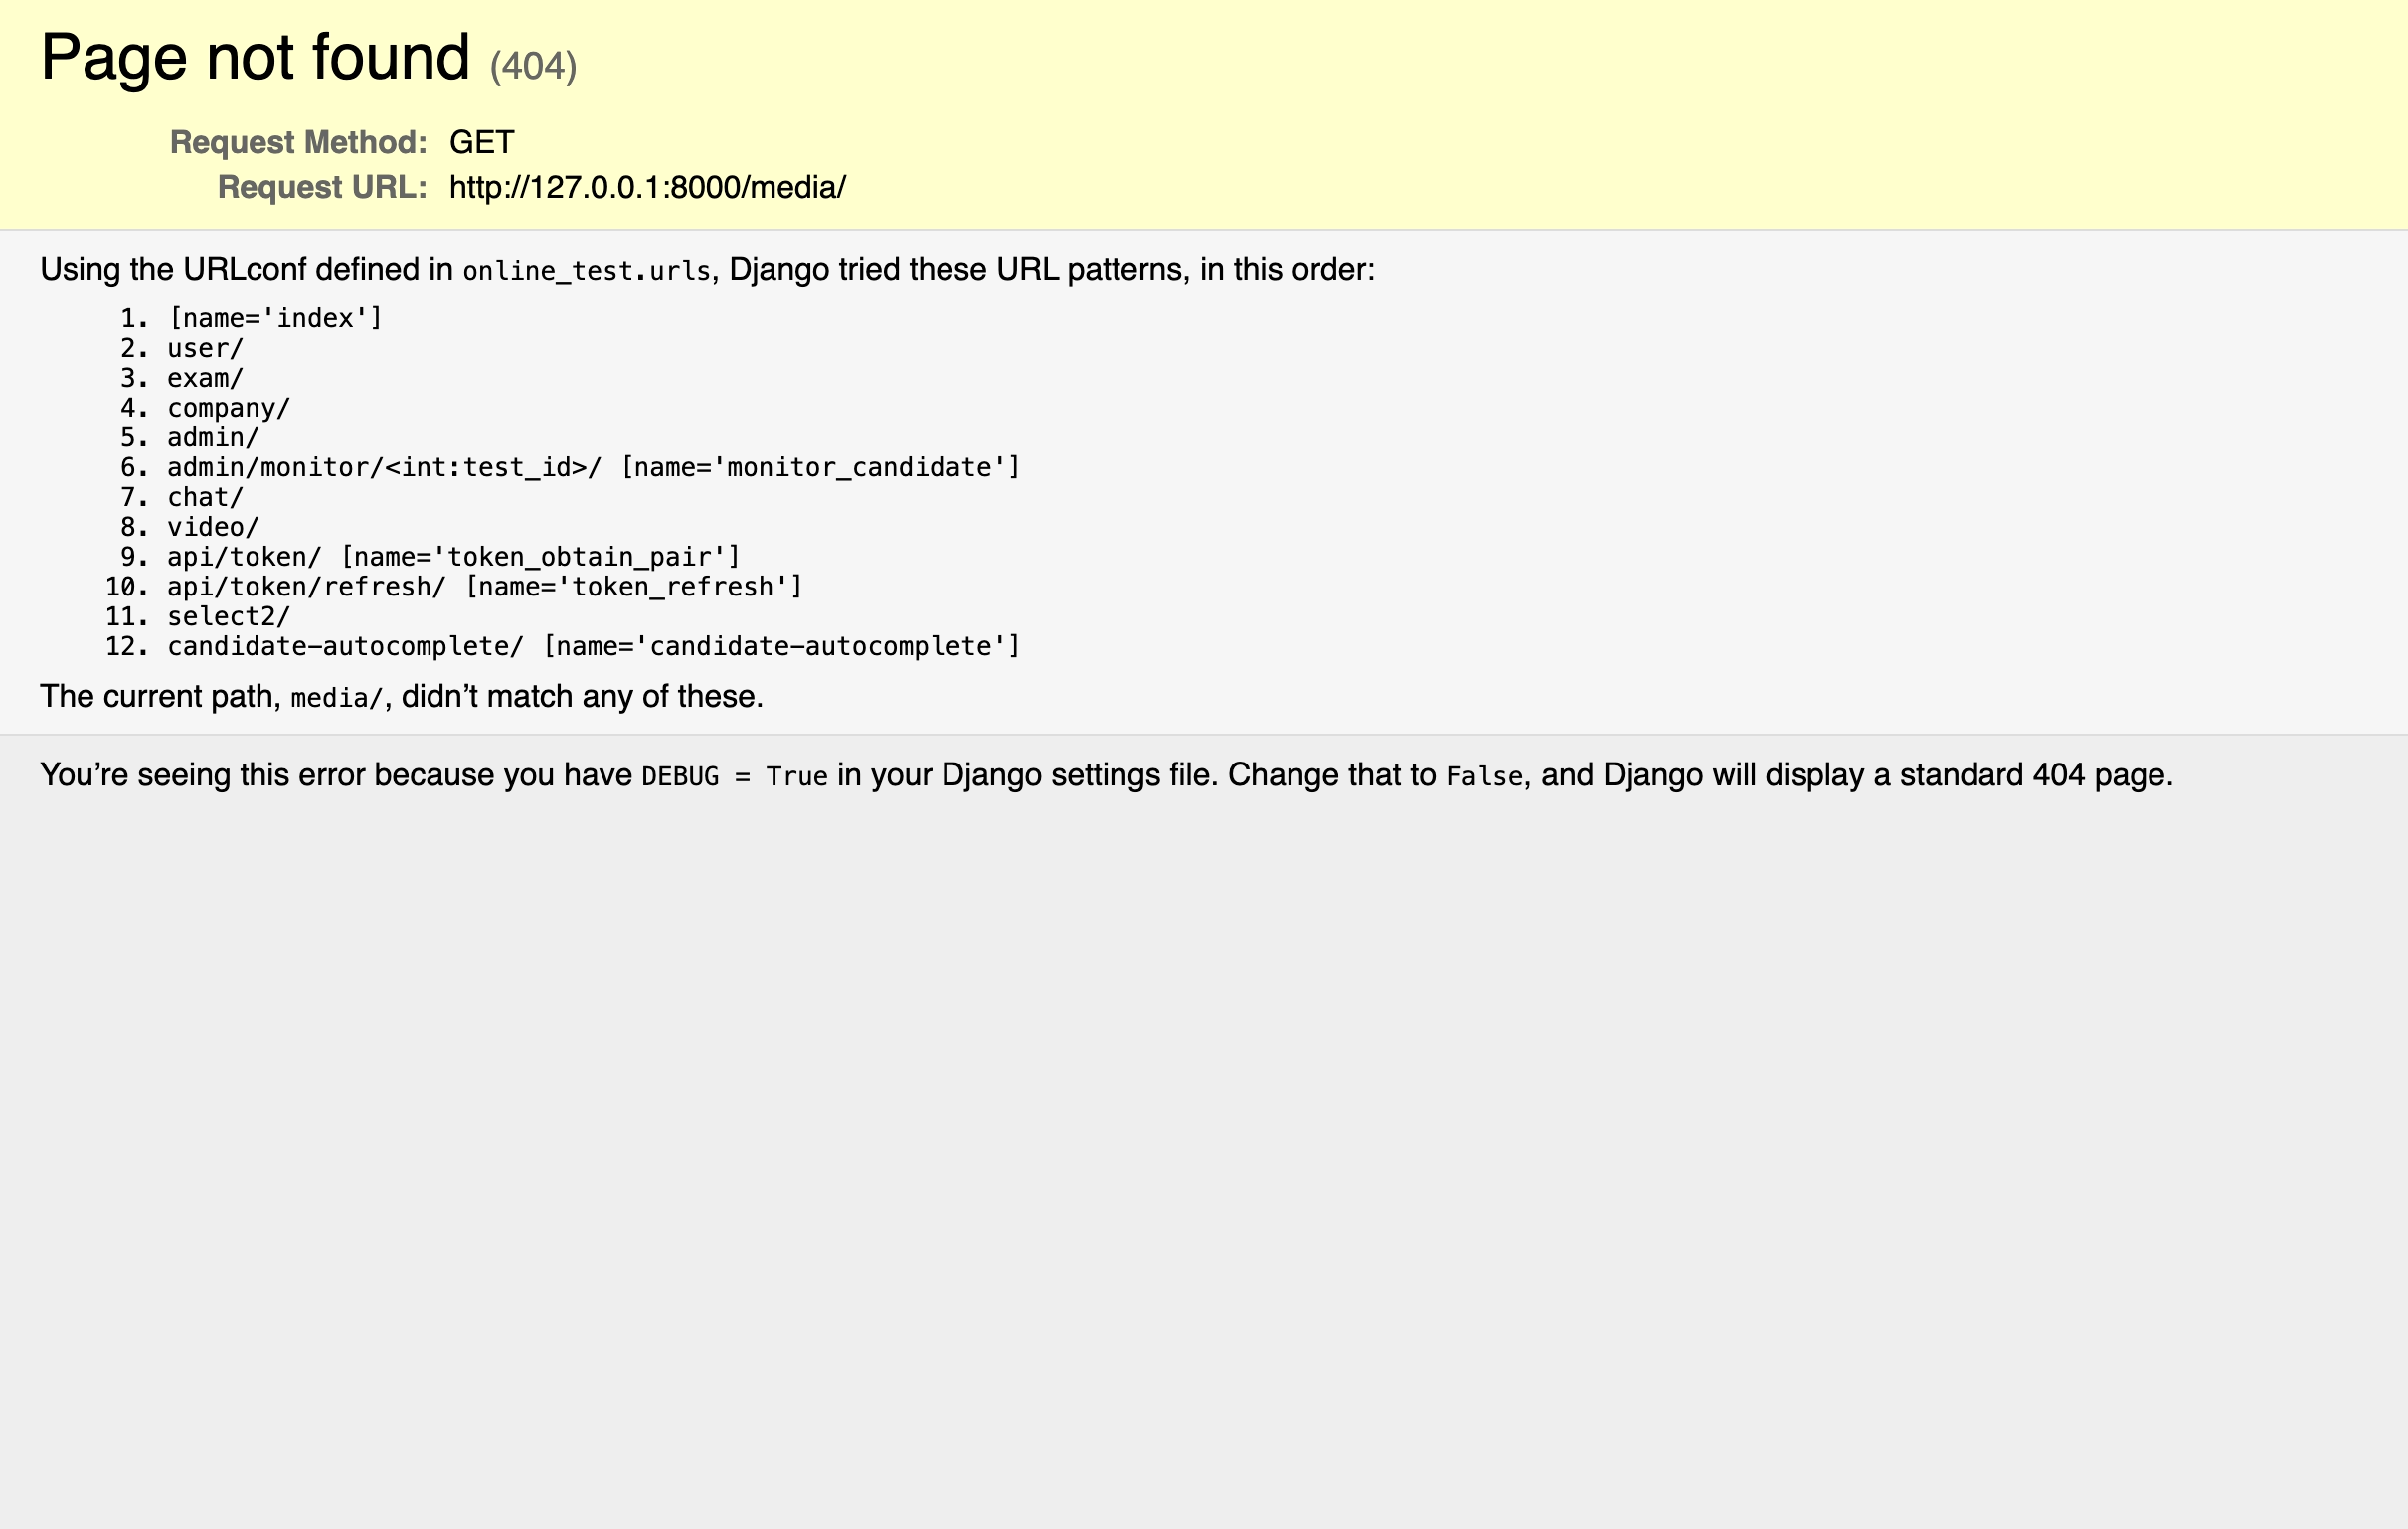 Page not found (404)
Request Method: GET
Request URL: http://127.0.0.1:8000/media/
Using the URLconf defined in online_test.urls, Django tried these URL patterns, in this order:
1. [name='index']
2. user/
3. exam/
4. company/
5. admin/
6. admin/monitor/<int:test_id>/ [name='monitor_candidate']
7. chat/
8. video/
9. api/token/ [name='token_obtain_pair']
10. api/token/refresh/ [name='token_refresh']
11. select2/
12. candidate-autocomplete/ [name='candidate-autocomplete']
The current path, media/, didn’t match any of these.
You’re seeing this error because you have DEBUG = True in your Django settings file. Change that to False, and Django will display a standard 404 page.